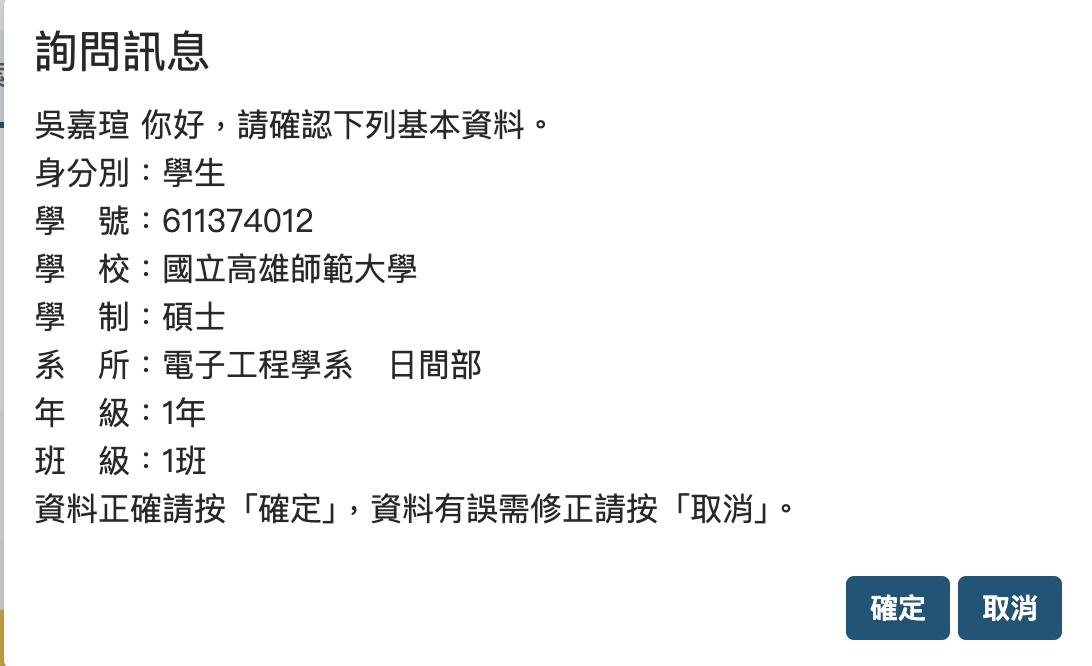 詢問訊息
吳嘉瑄 你好，請確認下列基本資料。
身分別：學生
學　號：611374012
學　校：國立高雄師範大學
學　制：碩士
系　所：電子工程學系　日間部
年　級：1年
班　級：1班
資料正確請按「確定」，資料有誤需修正請按「取消」。
確定 取消